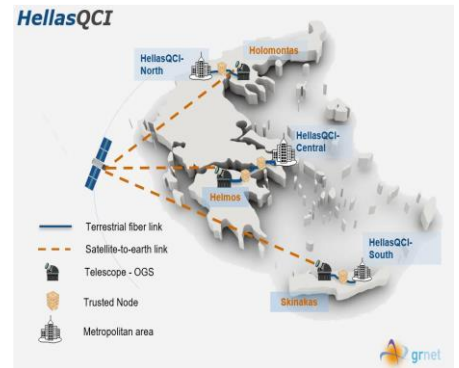 HellasQCI
Holomontas
HellasQCI-
North
HellasQCI-
Central
Helmos
HellasQCI-
South
Skinakas
Terrestrial fiber link
Satellite-to-earth link
Telescope - OGS
Trusted Node
Metropolitan area
grnet